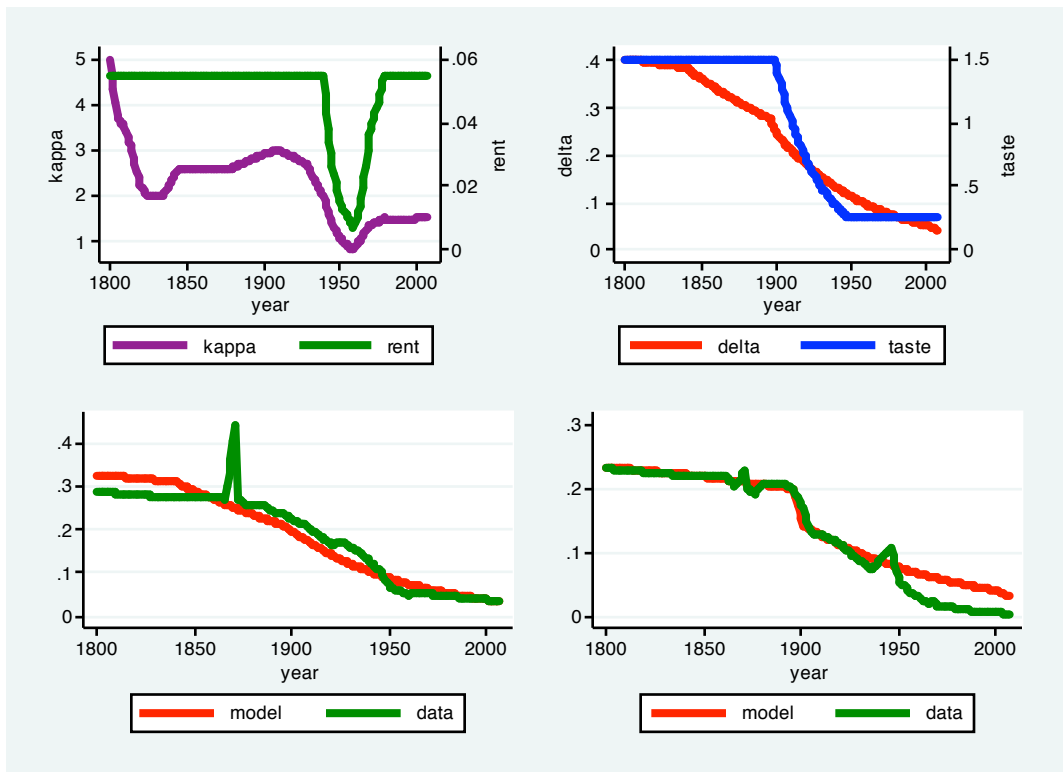 5
4
3
2
1
kappa
.06
.04
.02
0
rent
1800 1850 1900 1950 2000
year
kappa rent
.4
.3
.2
.1
0
delta
1.5
1
.5
0
taste
1800 1850 1900 1950 2000
year
delta taste
.4
.3
.2
.1
0
1800 1850 1900 1950 2000
year
model data
.3
.2
.1
0
1800 1850 1900 1950 2000
year
model data